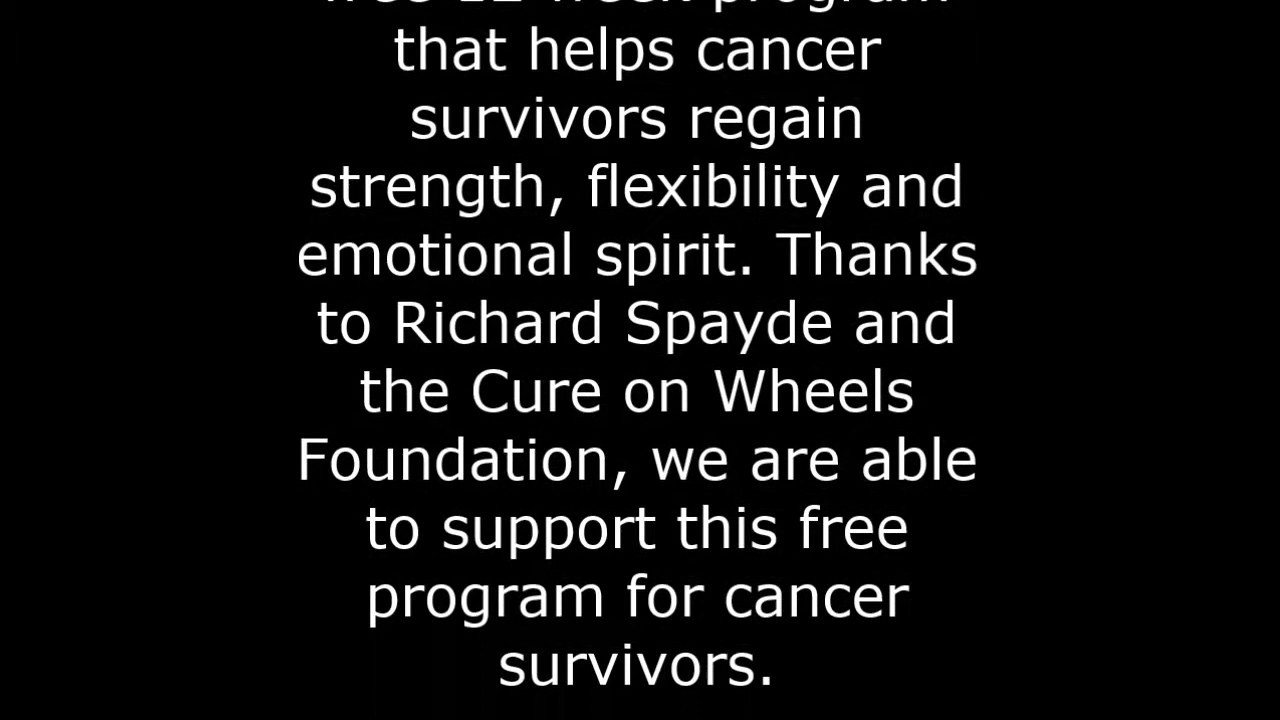 program
that helps cancer
survivors regain
strength, flexibility and
emotional spirit. Thanks
to Richard Spayde and
the Cure on Wheels
Foundation, we are able
to support this free
program for cancer
survivors.